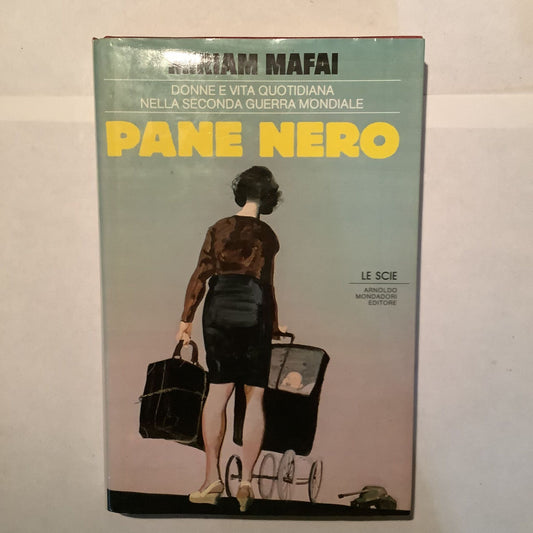 MIRIAM MAFAI
DONNE E VITA QUOTIDIANA
NELLA SECONDA GUERRA MONDIALE
PANE NERO
LE SCIE
ARNOLDO
MONDADORI
EDITORE